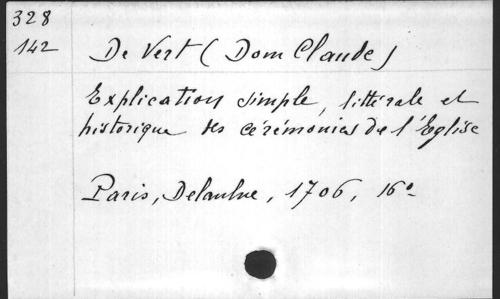 328
142
De Vert (Dom Claude)
Explication simple, littérale et
historique des cérémonies de l'Eglise
Paris, Delaulne, 1706, 16°.